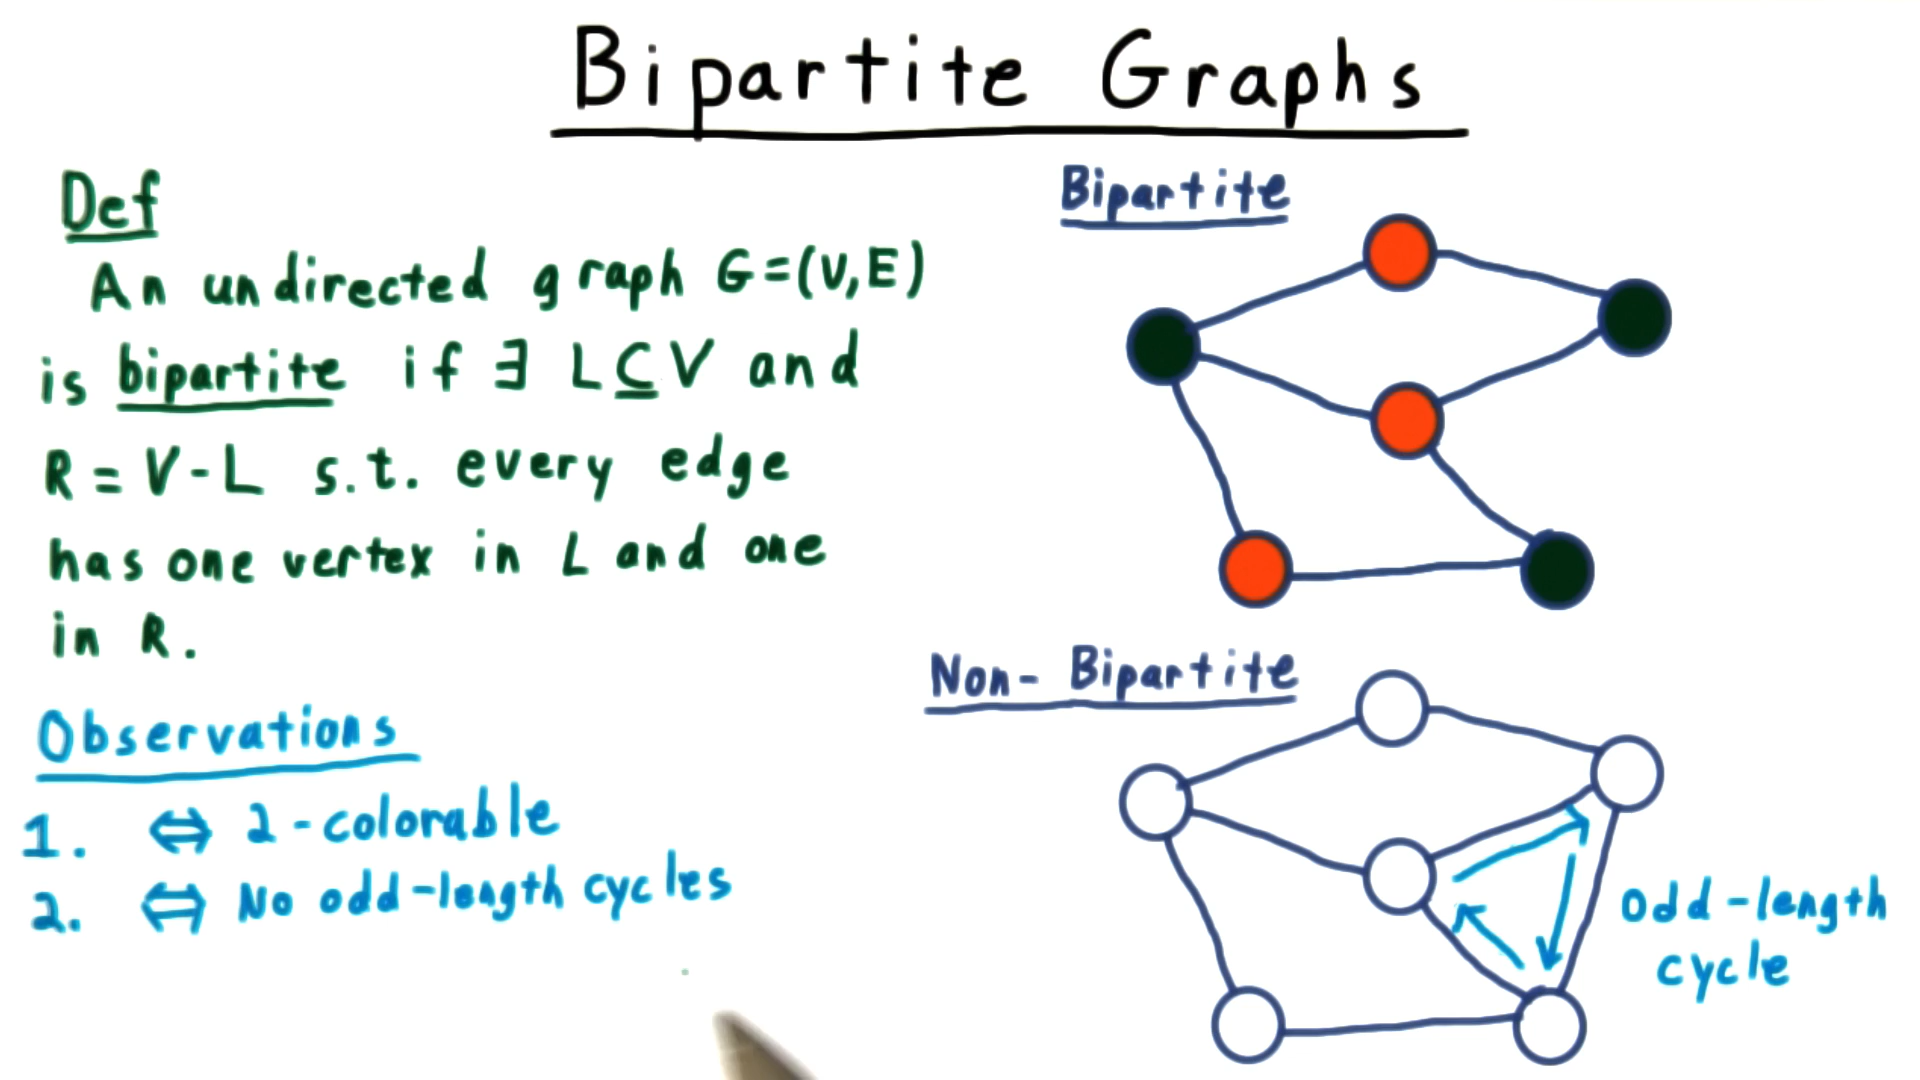 Bipartite Graphs
Def
An undirected graph G=(V,E)
is bipartite if ∃ L⊆V and
R = V-L s.t. every edge
has one vertex in L and one
in R.
Observations
1. ⇔ 2-colorable
2. ⇔ No odd-length cycles
Bipartite
Non-Bipartite
odd-length
cycle